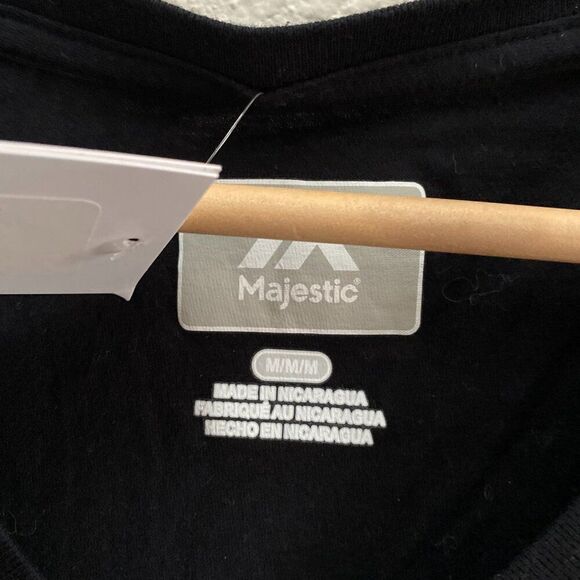 Majestic®
M/M/M
MADE IN NICARAGUA
FABRIQUÉ AU NICARAGUA
HECHO EN NICARAGUA